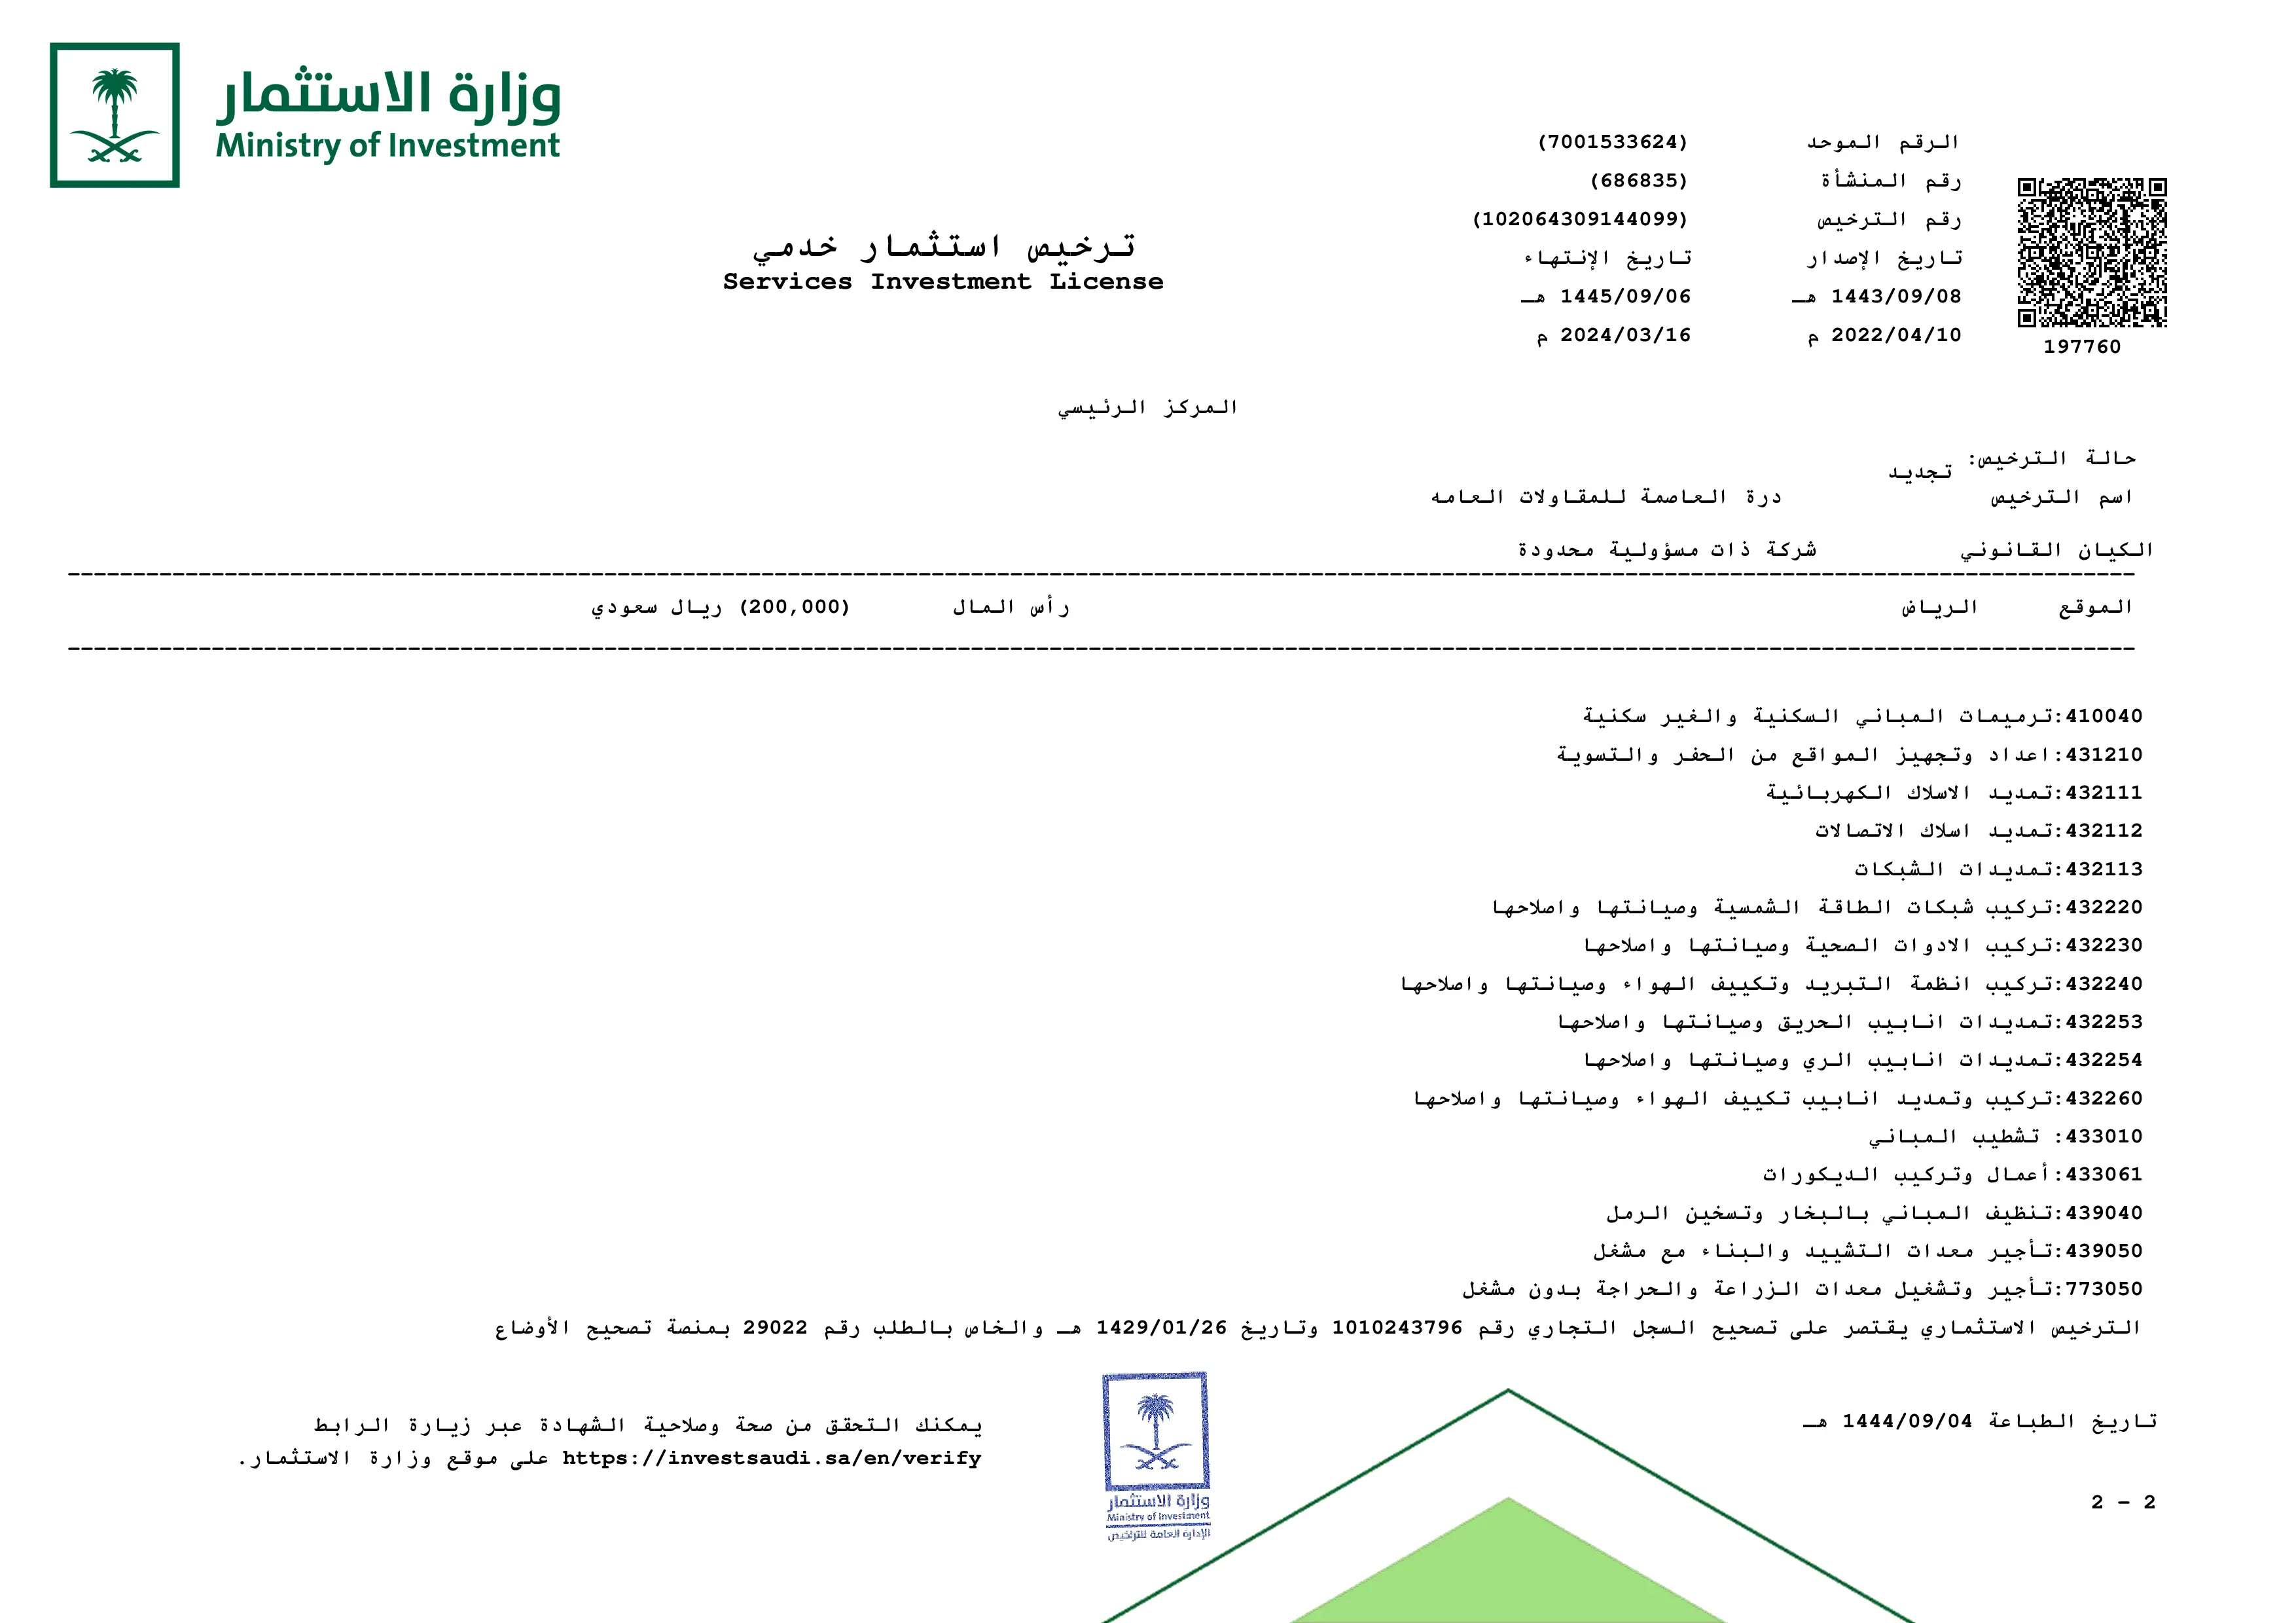 وزارة الاستثمار
Ministry of Investment
الرقم الموحد (7001533624)
رقم المنشأة (686835)
رقم الترخيص (102064309144099)
تاريخ الإصدار تاريخ الإنتهاء
1443/09/08 هـ 1445/09/06 هـ
2022/04/10 م 2024/03/16 م
197760
ترخيص استثمار خدمي
Services Investment License
المركز الرئيسي
حالة الترخيص: تجديد
اسم الترخيص درة العاصمة للمقاولات العامه
الكيان القانوني شركة ذات مسؤولية محدودة
الموقع الرياض رأس المال (200,000) ريال سعودي
410040:ترميمات المباني السكنية والغير سكنية
431210:اعداد وتجهيز المواقع من الحفر والتسوية
432111:تمديد الاسلاك الكهربائية
432112:تمديد اسلاك الاتصالات
432113:تمديدات الشبكات
432220:تركيب شبكات الطاقة الشمسية وصيانتها واصلاحها
432230:تركيب الادوات الصحية وصيانتها واصلاحها
432240:تركيب انظمة التبريد وتكييف الهواء وصيانتها واصلاحها
432253:تمديدات انابيب الحريق وصيانتها واصلاحها
432254:تمديدات انابيب الري وصيانتها واصلاحها
432260:تركيب وتمديد انابيب تكييف الهواء وصيانتها واصلاحها
433010: تشطيب المباني
433061:أعمال وتركيب الديكورات
439040:تنظيف المباني بالبخار وتسخين الرمل
439050:تأجير معدات التشييد والبناء مع مشغل
773050:تأجير وتشغيل معدات الزراعة والحراجة بدون مشغل
الترخيص الاستثماري يقتصر على تصحيح السجل التجاري رقم 1010243796 وتاريخ 1429/01/26 هـ والخاص بالطلب رقم 29022 بمنصة تصحيح الأوضاع
تاريخ الطباعة 1444/09/04 هـ
يمكنك التحقق من صحة وصلاحية الشهادة عبر زيارة الرابط
https://investsaudi.sa/en/verify على موقع وزارة الاستثمار.
وزارة الاستثمار
Ministry of Investment
الإدارة العامة للتراخيص
2 - 2